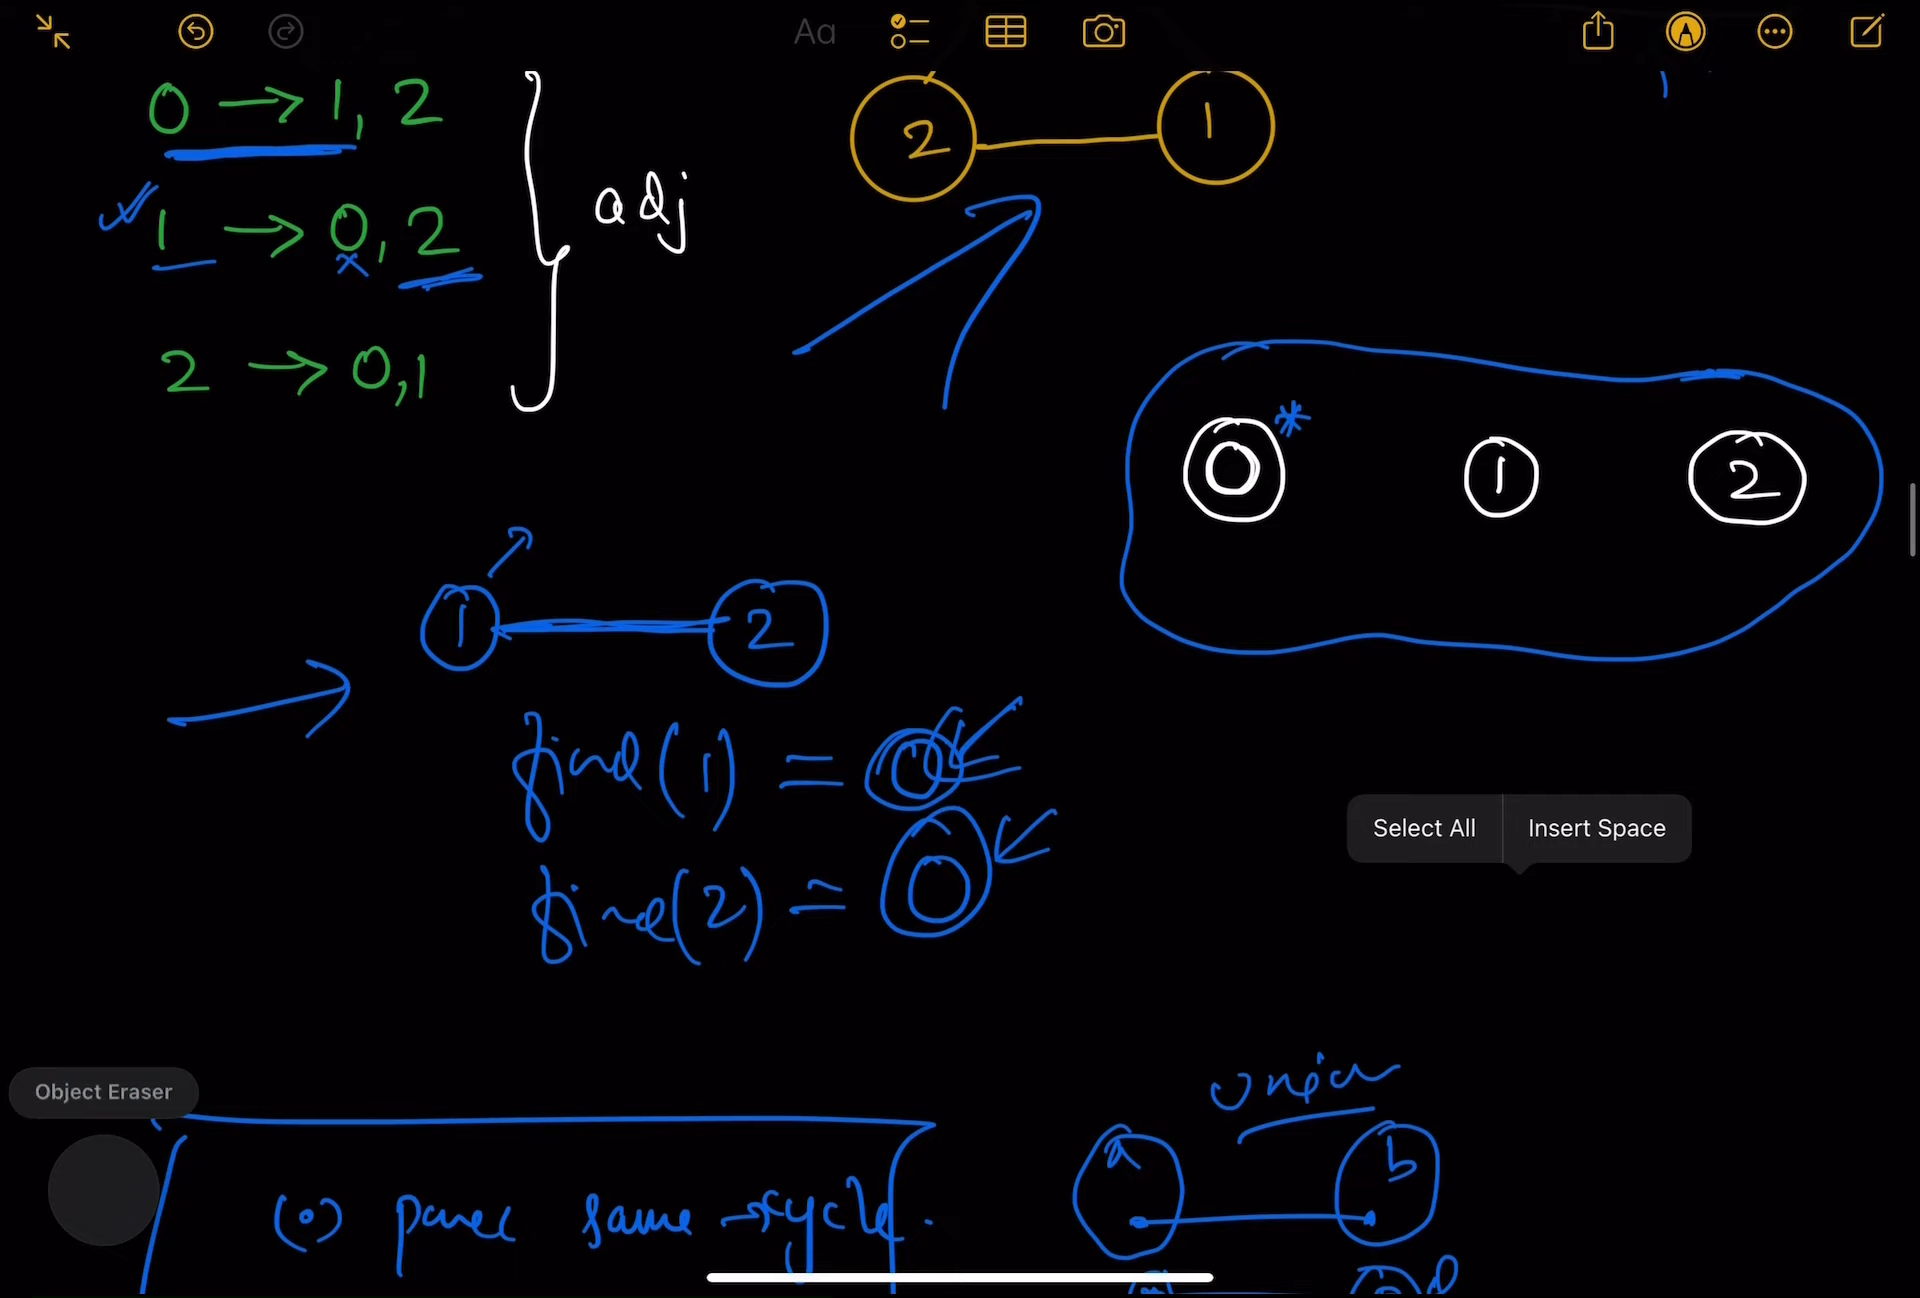 Aa
0 → 1, 2
1 → 0, 2
2 → 0, 1
adj
2 1
0 * 1 2
1 2
find(1) = 0
find(2) = 0
Select All Insert Space
Object Eraser
union
a b
same → cycle.